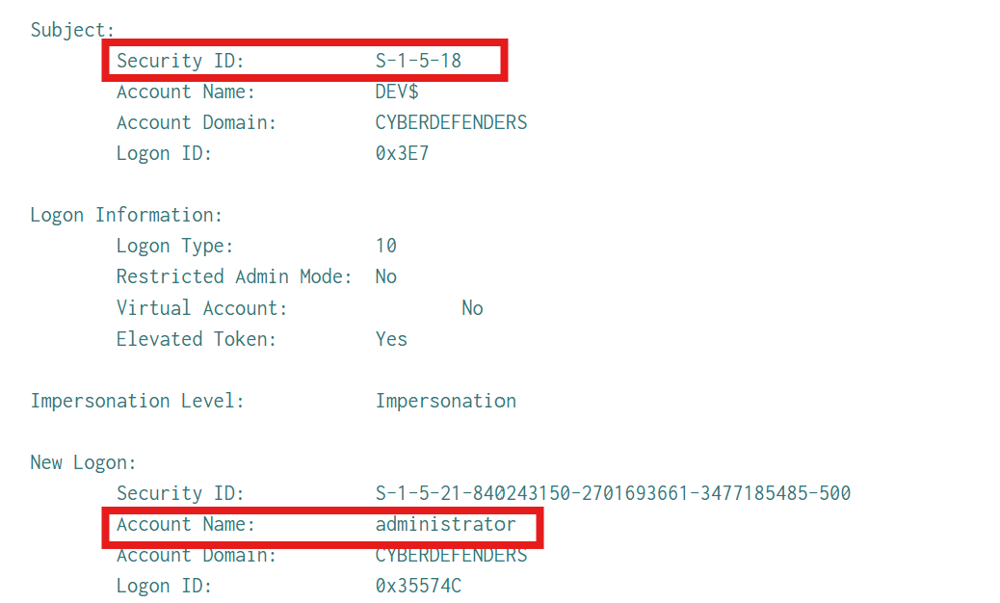 Subject:
Security ID: S-1-5-18
Account Name: DEV$
Account Domain: CYBERDEFENDERS
Logon ID: 0x3E7
Logon Information:
Logon Type: 10
Restricted Admin Mode: No
Virtual Account: No
Elevated Token: Yes
Impersonation Level: Impersonation
New Logon:
Security ID: S-1-5-21-840243150-2701693661-3477185485-500
Account Name: administrator
Account Domain: CYBERDEFENDERS
Logon ID: 0x35574C